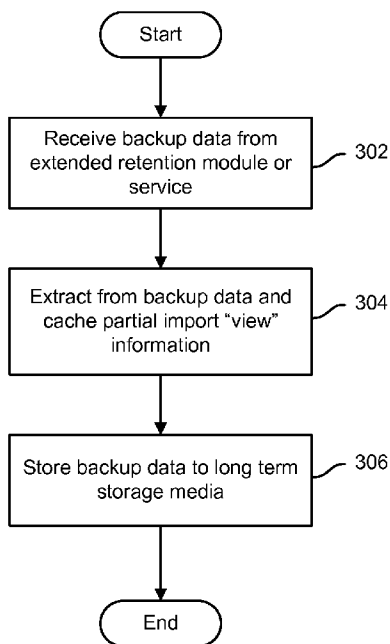 Start
Receive backup data from
extended retention module or
service
302
Extract from backup data and
cache partial import “view”
information
304
Store backup data to long term
storage media
306
End